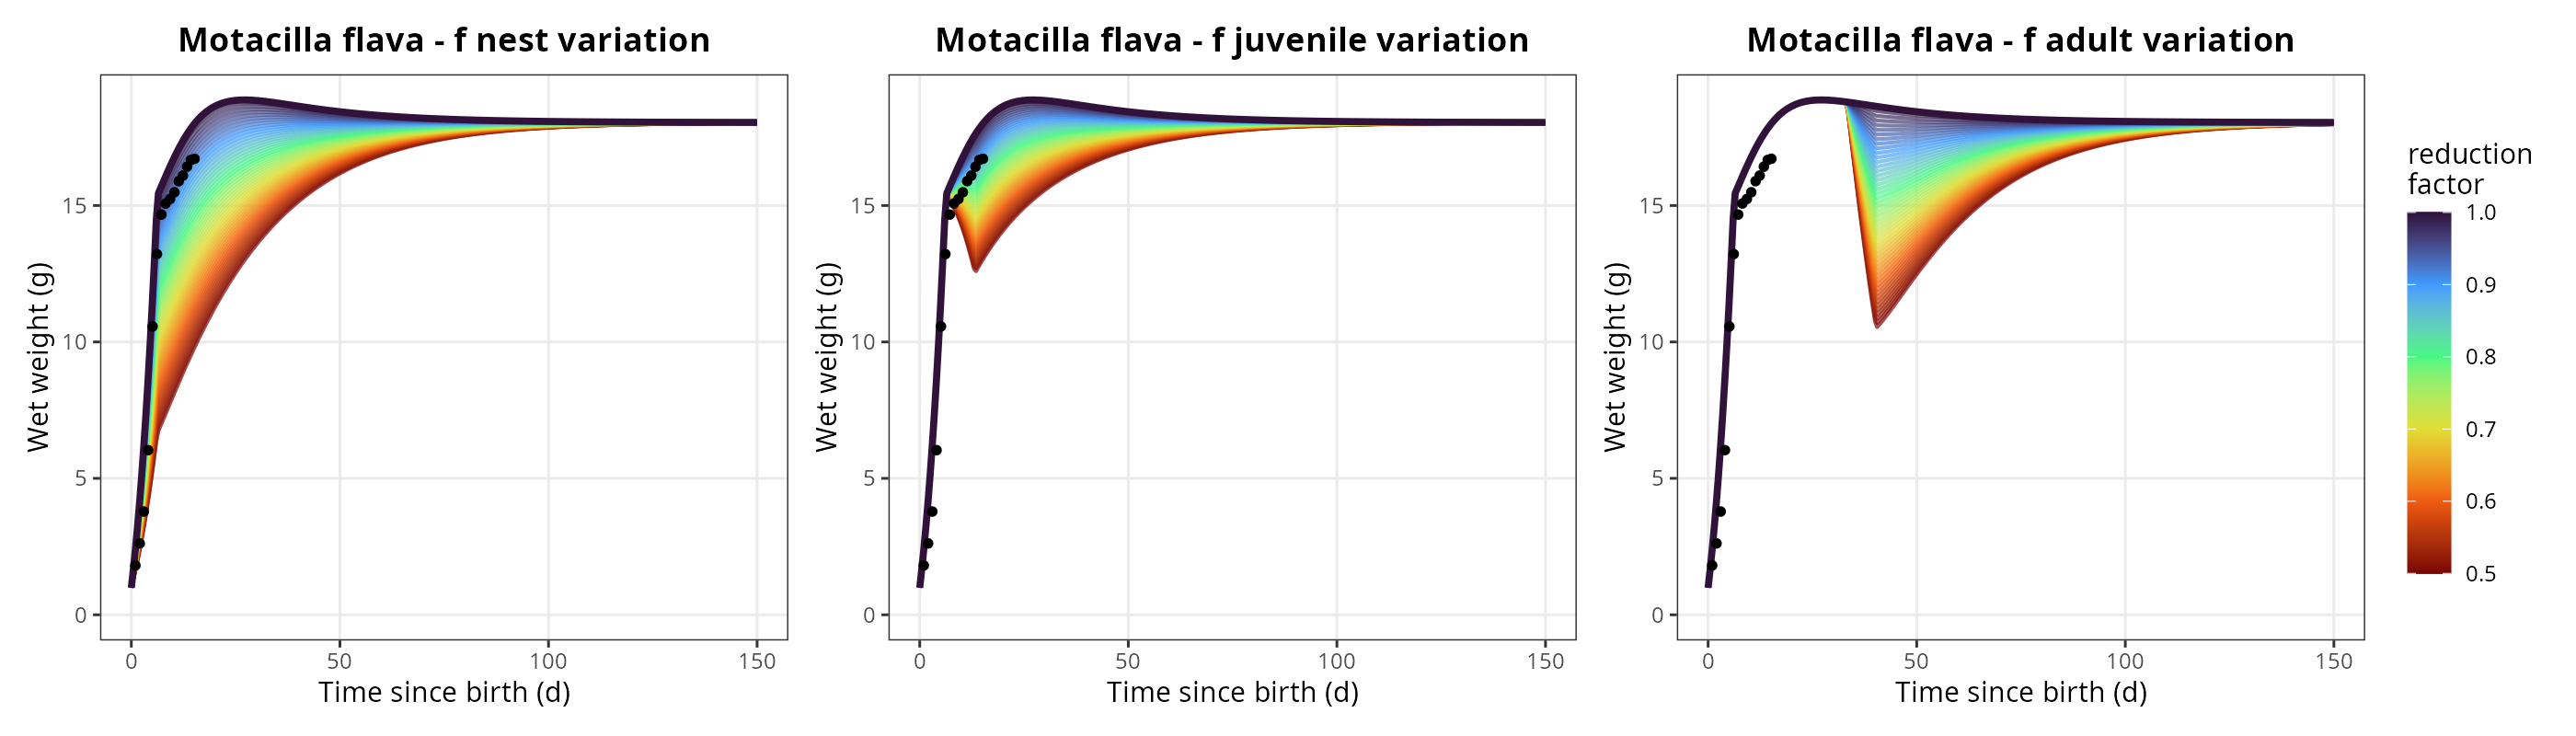 Motacilla flava - f nest variation
Motacilla flava - f juvenile variation
Motacilla flava - f adult variation
Wet weight (g)
15
10
5
0
0 50 100 150
Time since birth (d)
Wet weight (g)
15
10
5
0
0 50 100 150
Time since birth (d)
Wet weight (g)
15
10
5
0
0 50 100 150
Time since birth (d)
reduction
factor
1.0
0.9
0.8
0.7
0.6
0.5